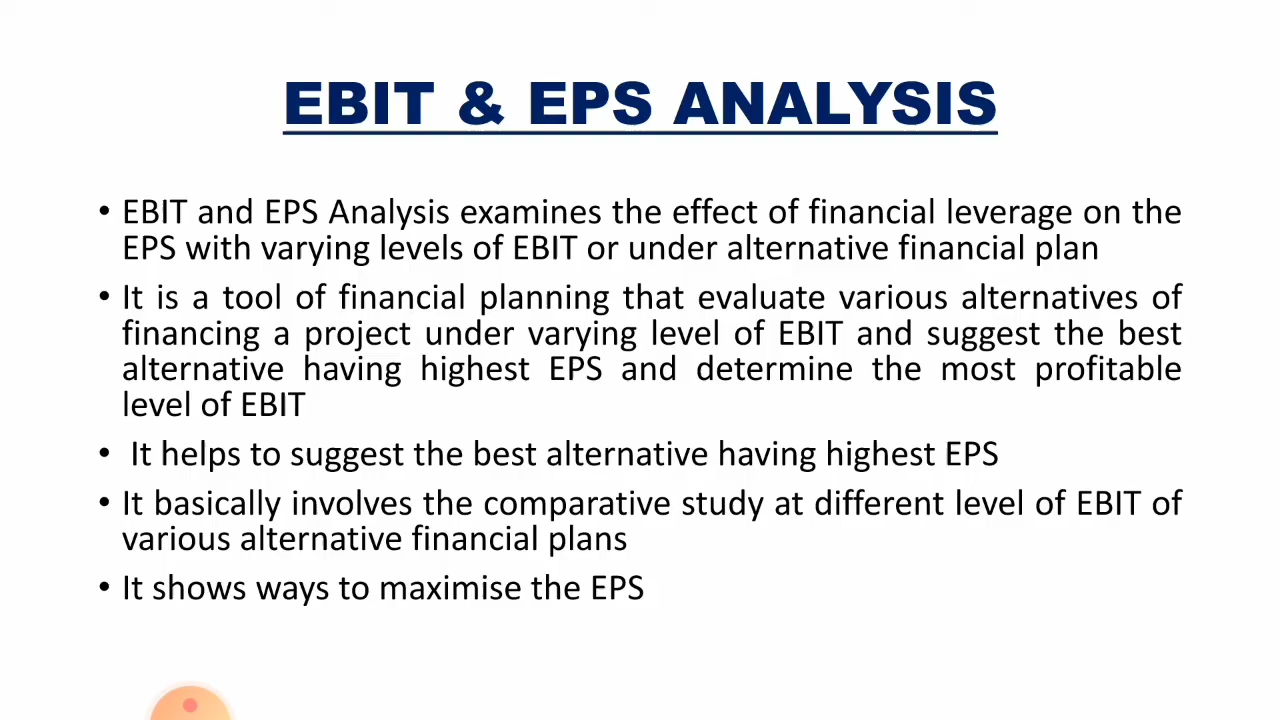 EBIT & EPS ANALYSIS
• EBIT and EPS Analysis examines the effect of financial leverage on the
EPS with varying levels of EBIT or under alternative financial plan
• It is a tool of financial planning that evaluate various alternatives of
financing a project under varying level of EBIT and suggest the best
alternative having highest EPS and determine the most profitable
level of EBIT
• It helps to suggest the best alternative having highest EPS
• It basically involves the comparative study at different level of EBIT of
various alternative financial plans
• It shows ways to maximise the EPS